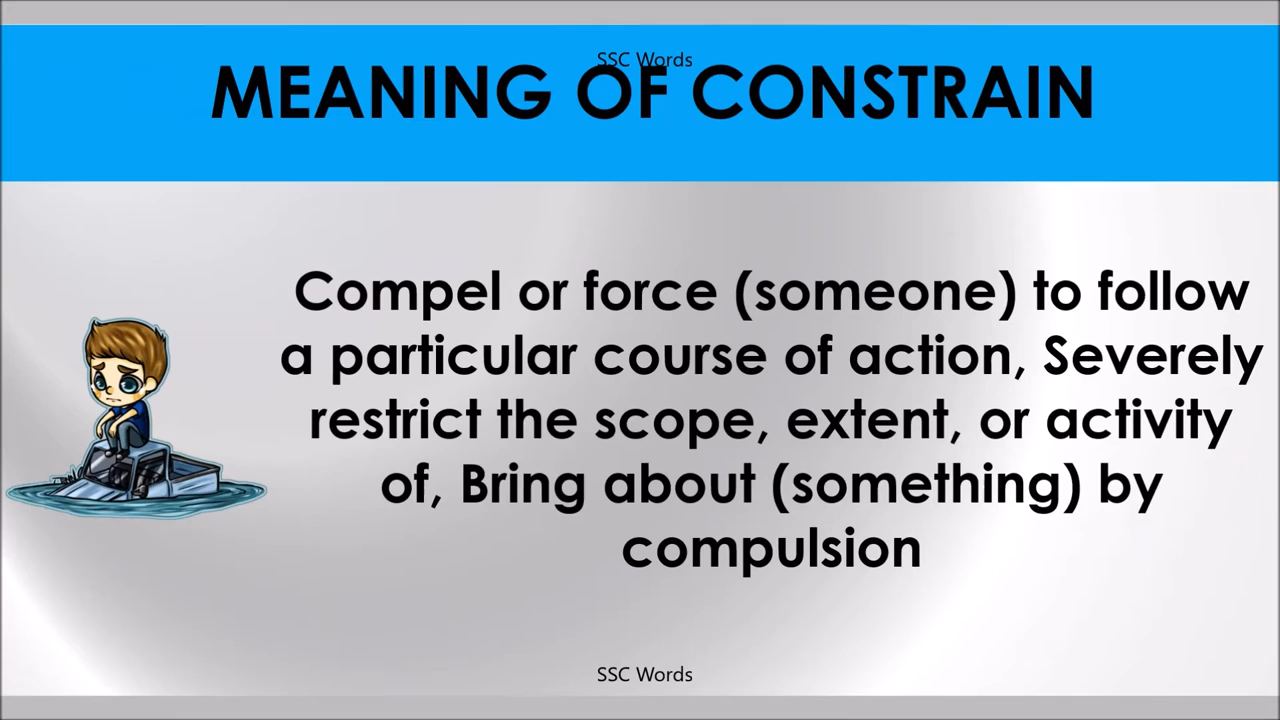 SSC Words
MEANING OF CONSTRAIN
Compel or force (someone) to follow
a particular course of action, Severely
restrict the scope, extent, or activity
of, Bring about (something) by
compulsion
SSC Words